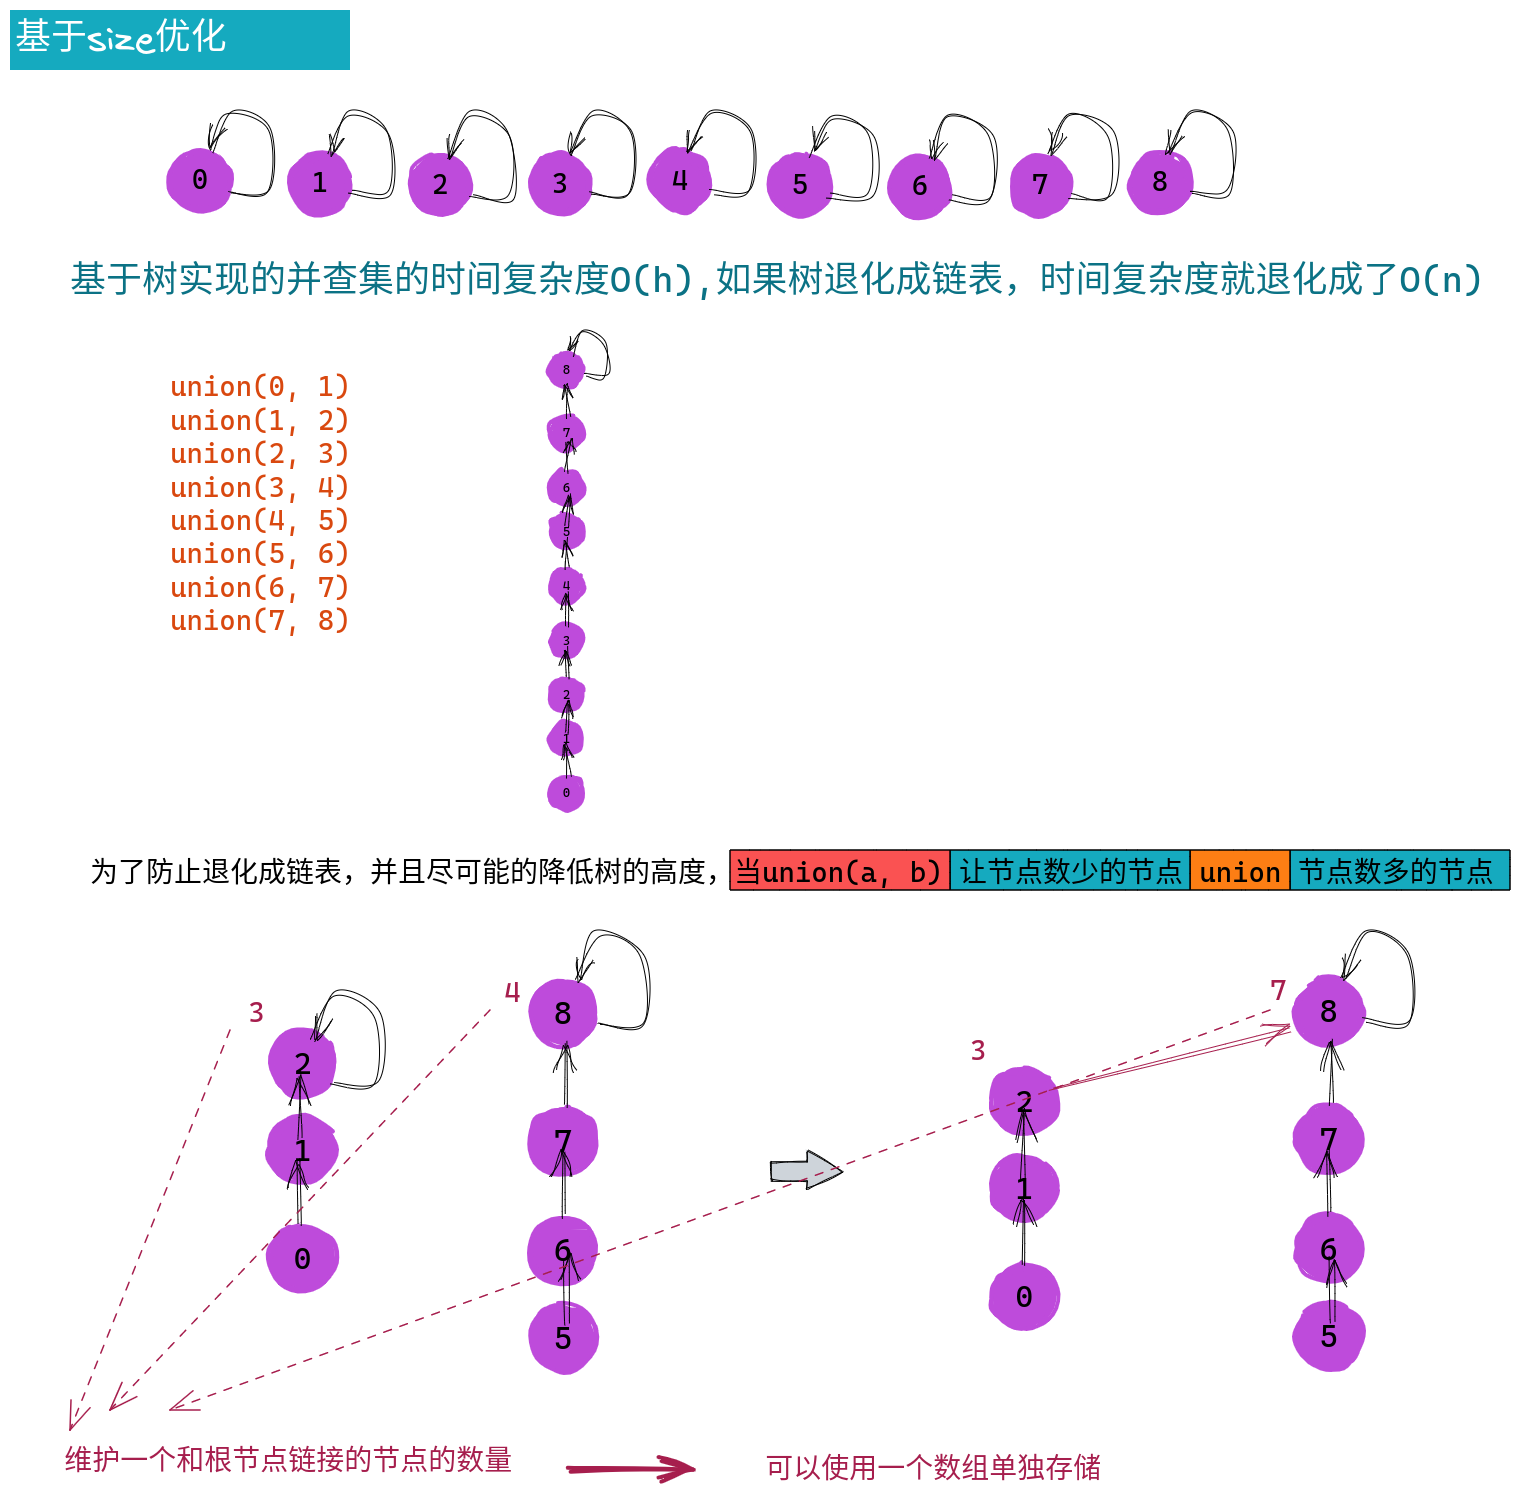 基于size优化
0 1 2 3 4 5 6 7 8
基于树实现的并查集的时间复杂度O(h),如果树退化成链表，时间复杂度就退化成了O(n)
union(0, 1)
union(1, 2)
union(2, 3)
union(3, 4)
union(4, 5)
union(5, 6)
union(6, 7)
union(7, 8)
8
7
6
5
4
3
2
1
0
为了防止退化成链表，并且尽可能的降低树的高度，当union(a, b) 让节点数少的节点 union 节点数多的节点
3
2
1
0
4
8
7
6
5
3
2
1
0
7
8
7
6
5
维护一个和根节点链接的节点的数量
可以使用一个数组单独存储